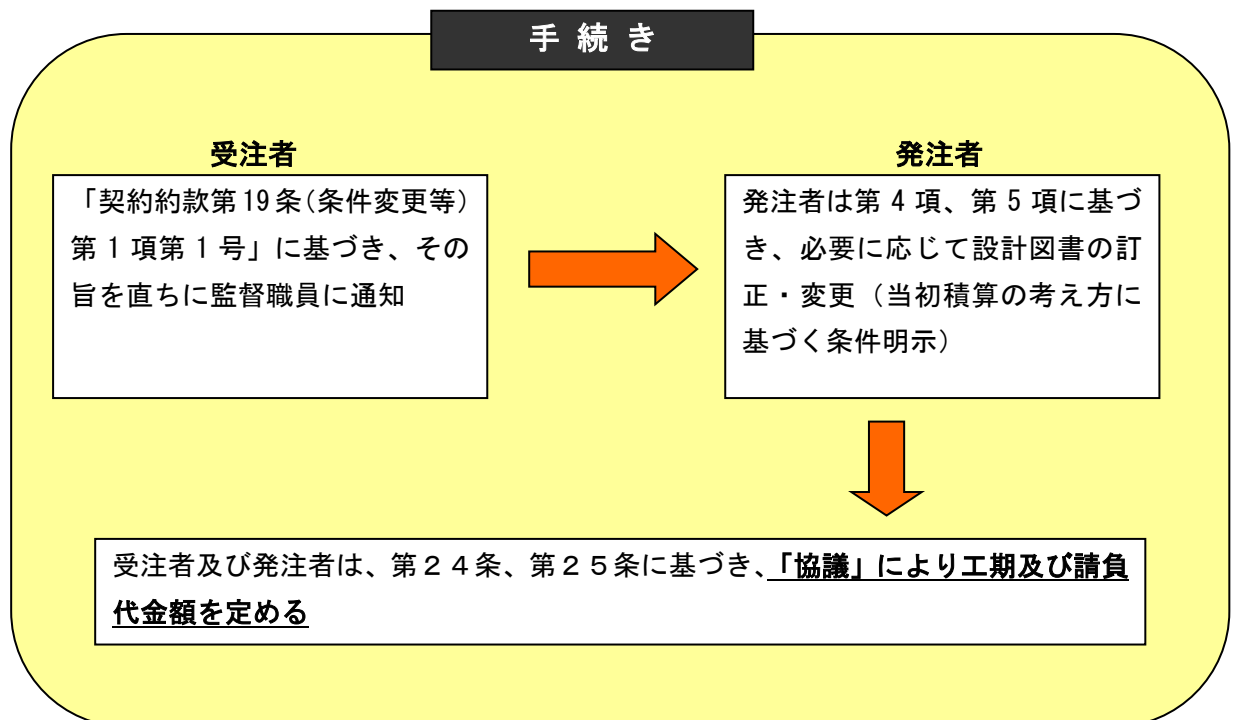 手 続 き
受注者
「契約約款第19条(条件変更等)
第1項第1号」に基づき、その
旨を直ちに監督職員に通知
発注者
発注者は第 4 項、第 5 項に基づ
き、必要に応じて設計図書の訂
正・変更（当初積算の考え方に
基づく条件明示）
受注者及び発注者は、第２４条、第２５条に基づき、「協議」により工期及び請負
代金額を定める